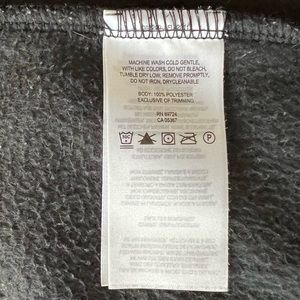 MACHINE WASH COLD GENTLE,
WITH LIKE COLORS, DO NOT BLEACH,
TUMBLE DRY LOW, REMOVE PROMPTLY,
DO NOT IRON, DRYCLEANABLE
BODY: 100% POLYESTER
EXCLUSIVE OF TRIMMING
RN 88724
CA 05367